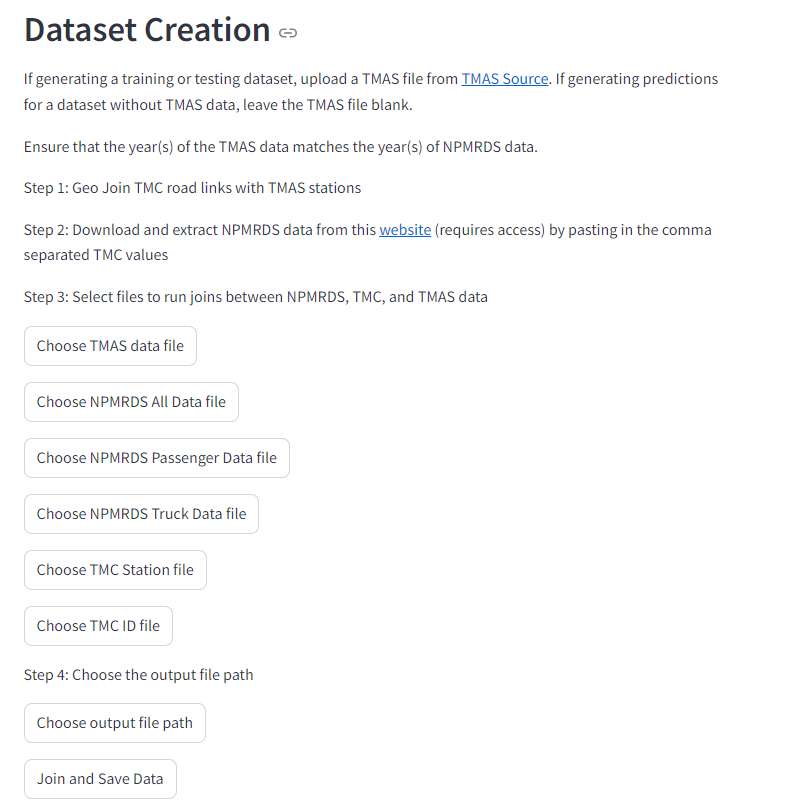 Dataset Creation
If generating a training or testing dataset, upload a TMAS file from TMAS Source. If generating predictions
for a dataset without TMAS data, leave the TMAS file blank.
Ensure that the year(s) of the TMAS data matches the year(s) of NPMRDS data.
Step 1: Geo Join TMC road links with TMAS stations
Step 2: Download and extract NPMRDS data from this website (requires access) by pasting in the comma
separated TMC values
Step 3: Select files to run joins between NPMRDS, TMC, and TMAS data
Choose TMAS data file
Choose NPMRDS All Data file
Choose NPMRDS Passenger Data file
Choose NPMRDS Truck Data file
Choose TMC Station file
Choose TMC ID file
Step 4: Choose the output file path
Choose output file path
Join and Save Data